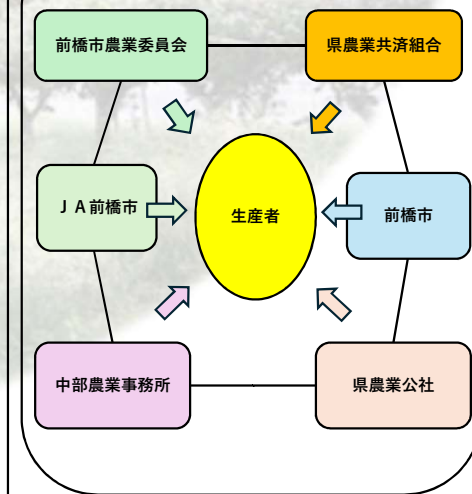 前橋市農業委員会
県農業共済組合
ＪＡ前橋市
生産者
前橋市
中部農業事務所
県農業公社